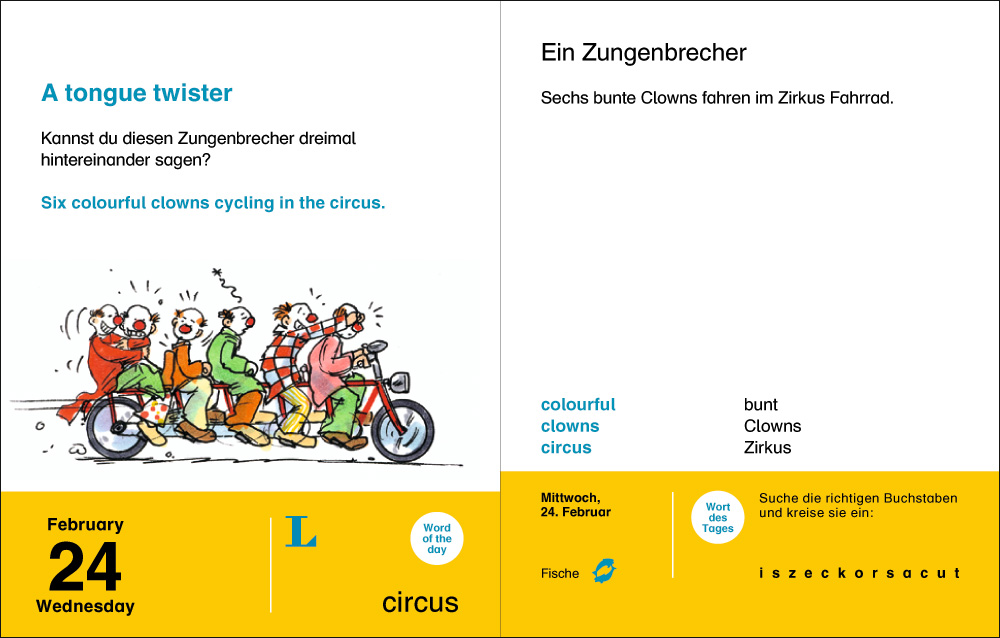 A tongue twister
Kannst du diesen Zungenbrecher dreimal
hintereinander sagen?
Six colourful clowns cycling in the circus.
February
24
Wednesday
L
Word
of the
day
circus
Ein Zungenbrecher
Sechs bunte Clowns fahren im Zirkus Fahrrad.
colourful bunt
clowns Clowns
circus Zirkus
Mittwoch,
24. Februar
Fische
Wort
des
Tages
Suche die richtigen Buchstaben
und kreise sie ein:
i s z e c k o r s a c u t